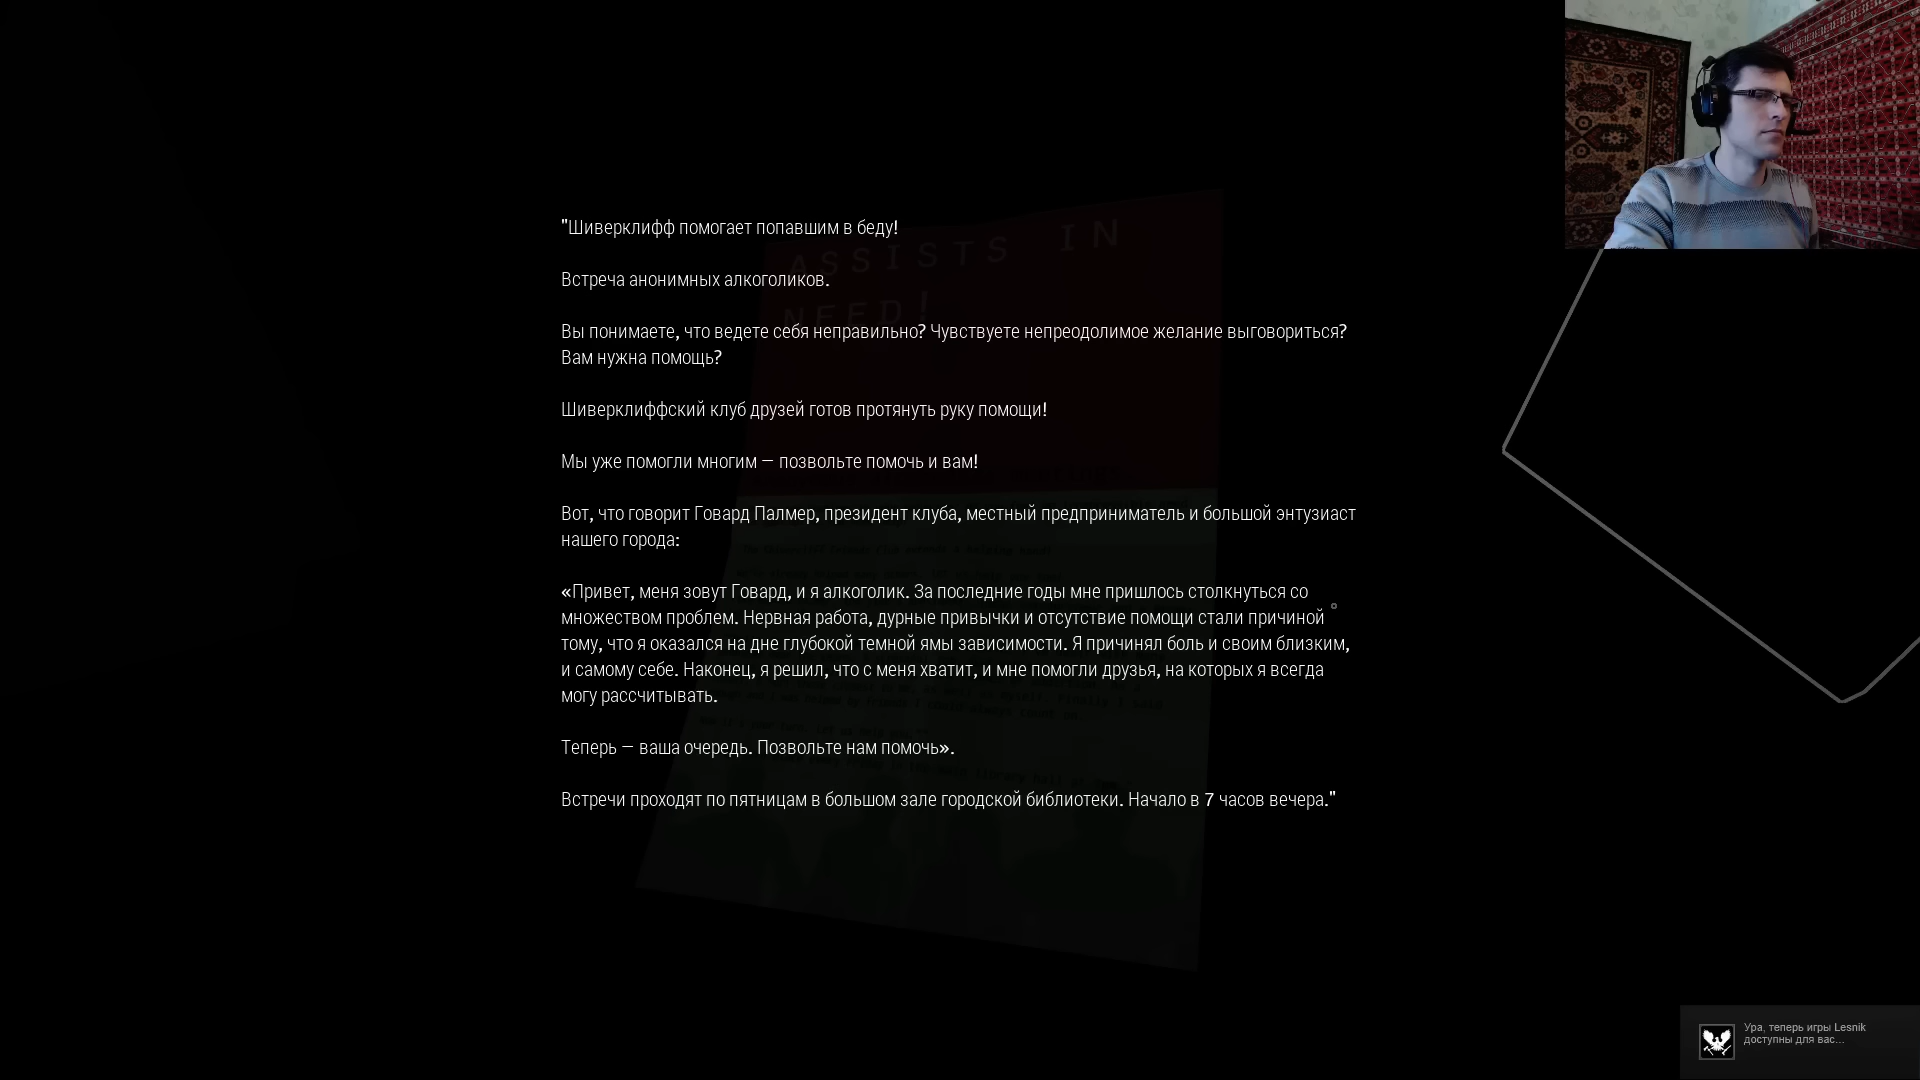 "Шиверклифф помогает попавшим в беду!
Встреча анонимных алкоголиков.
Вы понимаете, что ведете себя неправильно? Чувствуете непреодолимое желание выговориться?
Вам нужна помощь?
Шиверклиффский клуб друзей готов протянуть руку помощи!
Мы уже помогли многим — позвольте помочь и вам!
Вот, что говорит Говард Палмер, президент клуба, местный предприниматель и большой энтузиаст
нашего города:
«Привет, меня зовут Говард, и я алкоголик. За последние годы мне пришлось столкнуться со
множеством проблем. Нервная работа, дурные привычки и отсутствие помощи стали причиной
тому, что я оказался на дне глубокой темной ямы зависимости. Я причинял боль и своим близким,
и самому себе. Наконец, я решил, что с меня хватит, и мне помогли друзья, на которых я всегда
могу рассчитывать.
Теперь — ваша очередь. Позвольте нам помочь».
Встречи проходят по пятницам в большом зале городской библиотеки. Начало в 7 часов вечера."
ASSISTS IN
NEED!
Ура, теперь игры Lesnik
доступны для вас...